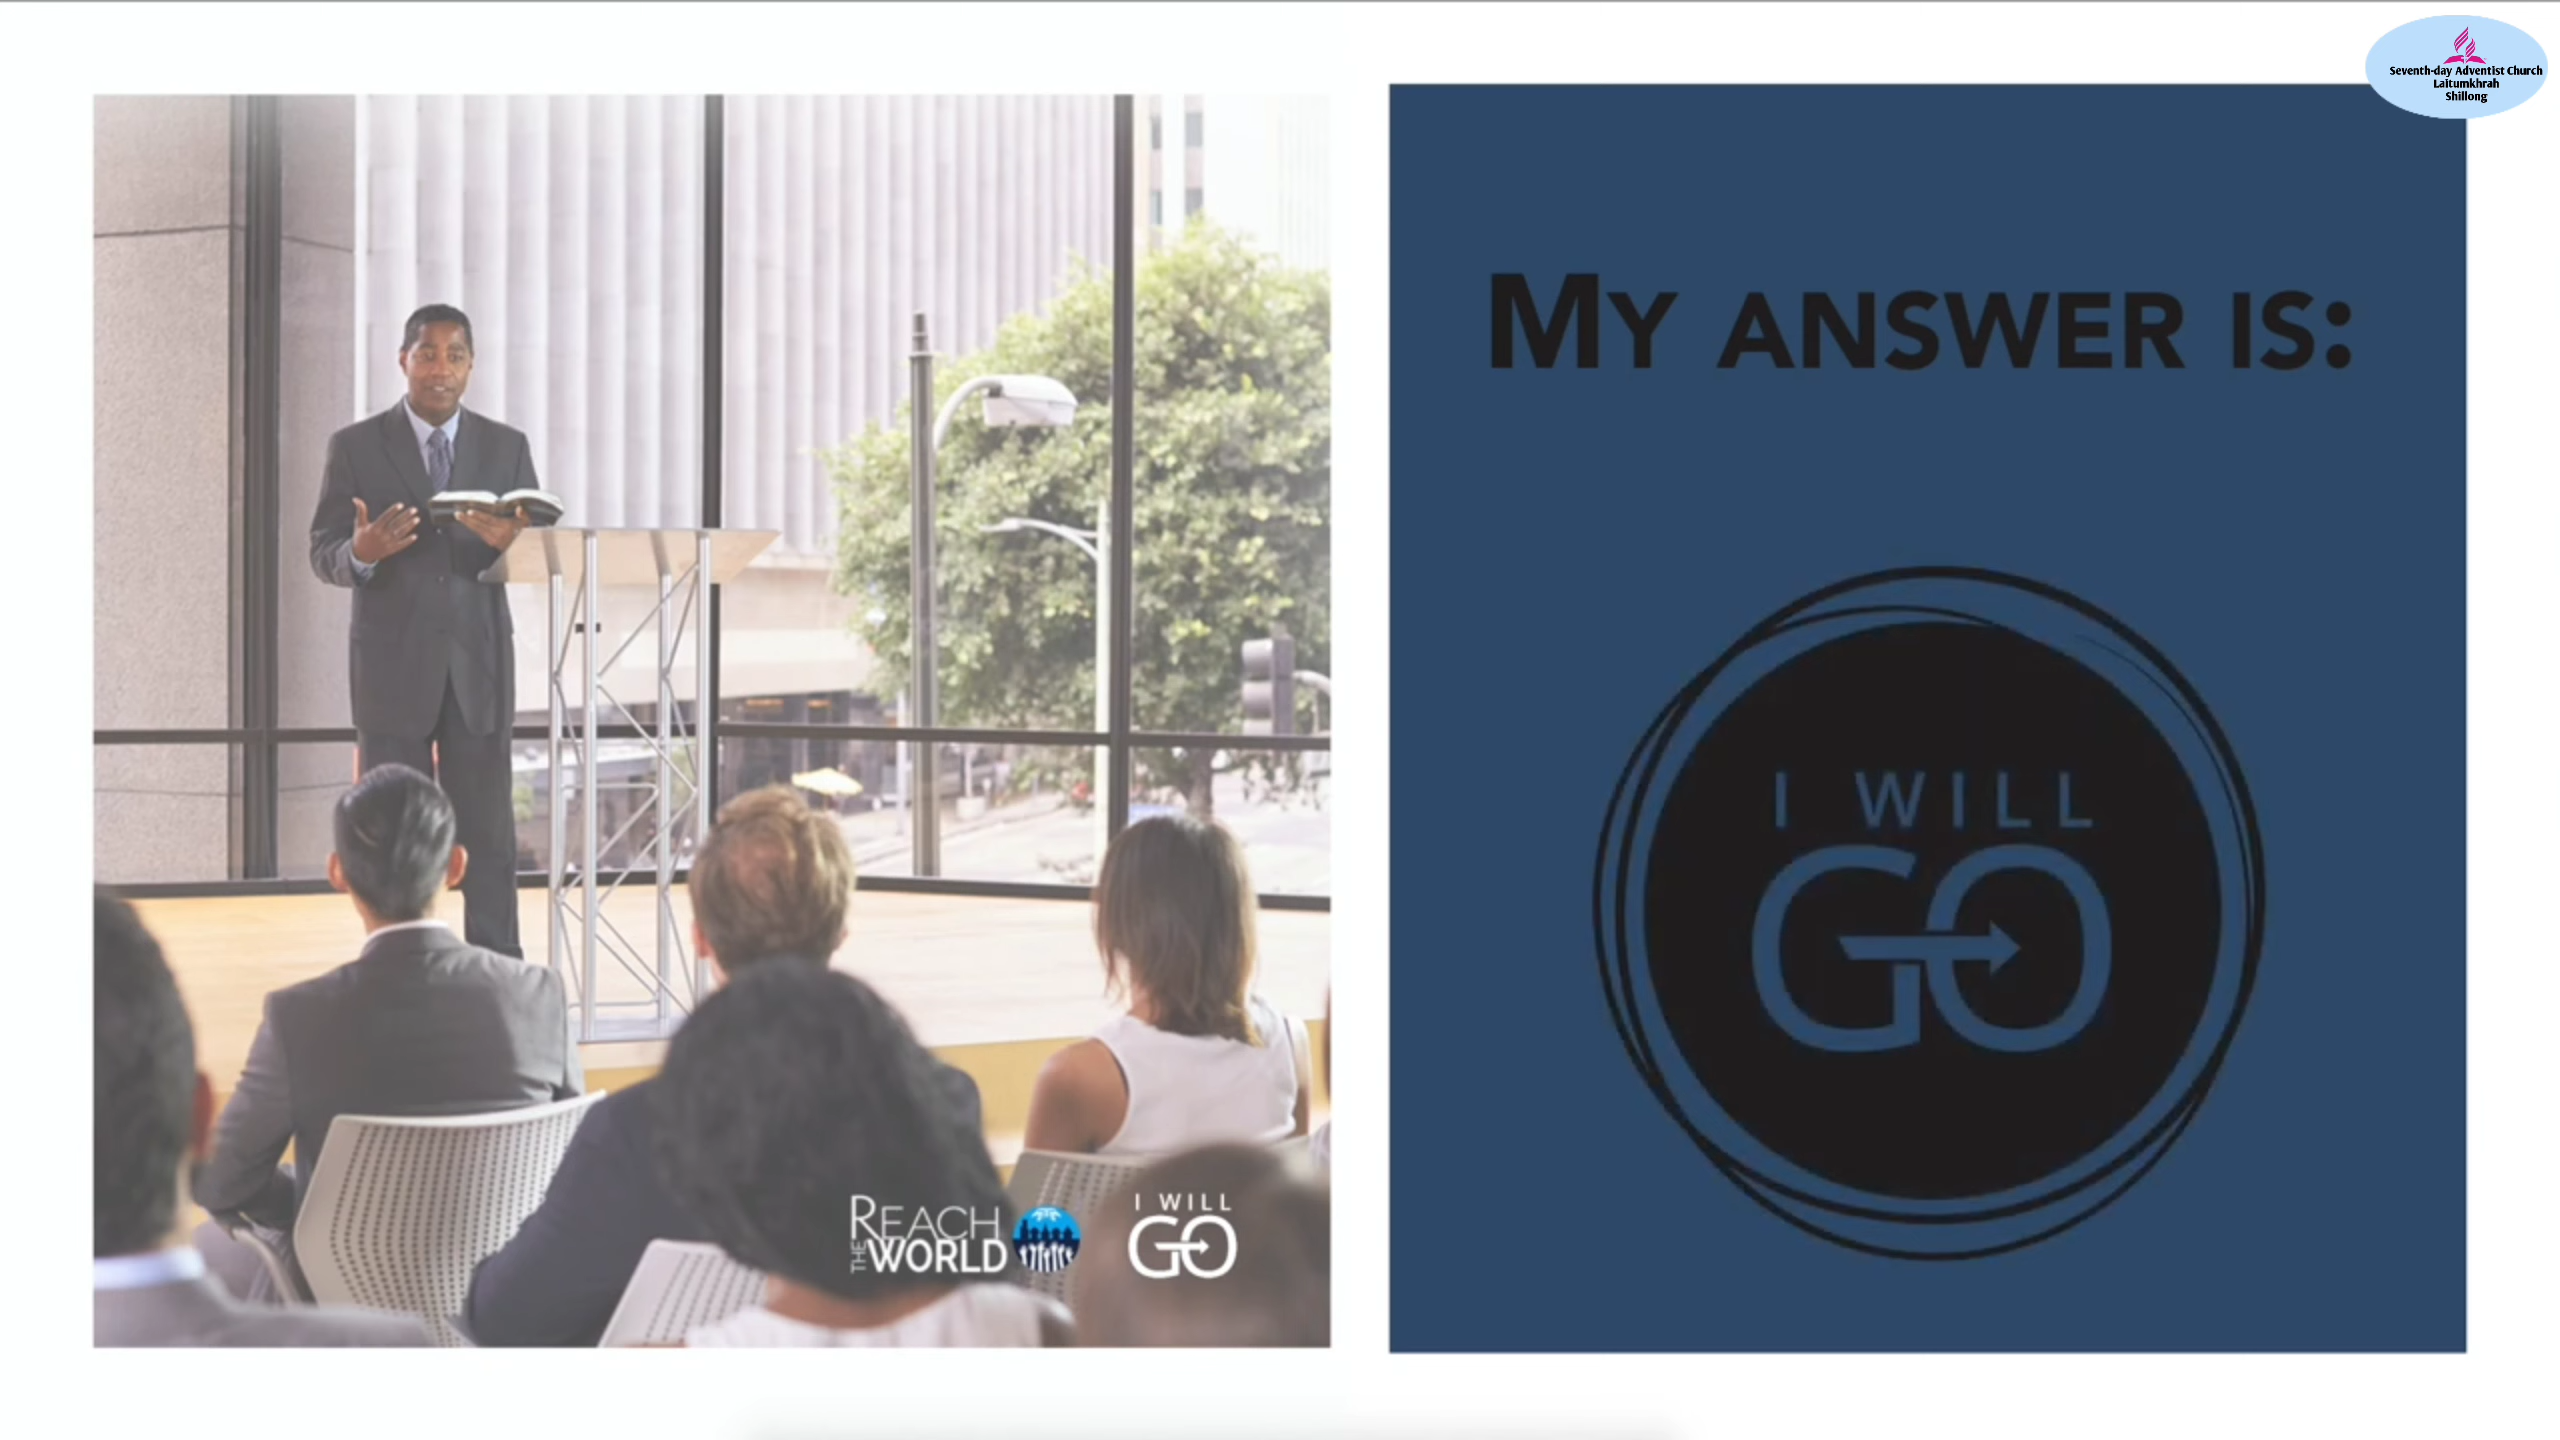 Seventh-day Adventist Church
Laitumkhrah
Shillong
MY ANSWER IS:
I WILL
GO
REACH
THE WORLD
I WILL
GO